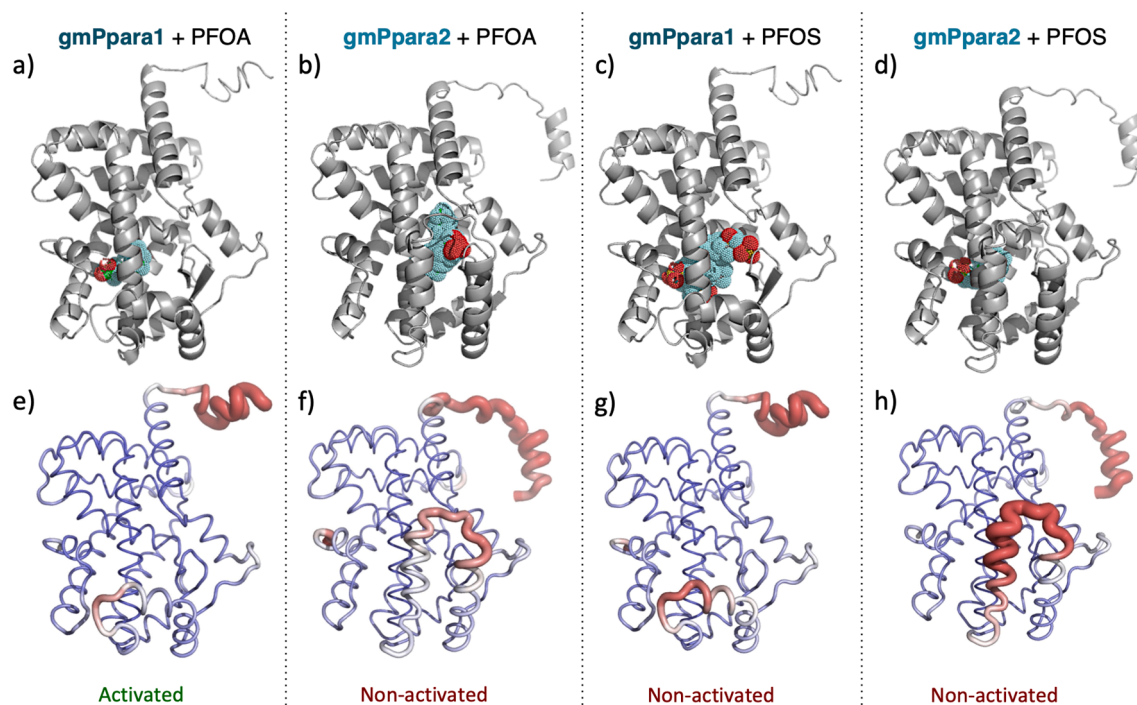 gmPpara1 + PFOA
gmPpara2 + PFOA
gmPpara1 + PFOS
gmPpara2 + PFOS
a)
b)
c)
d)
e)
f)
g)
h)
Activated
Non-activated
Non-activated
Non-activated